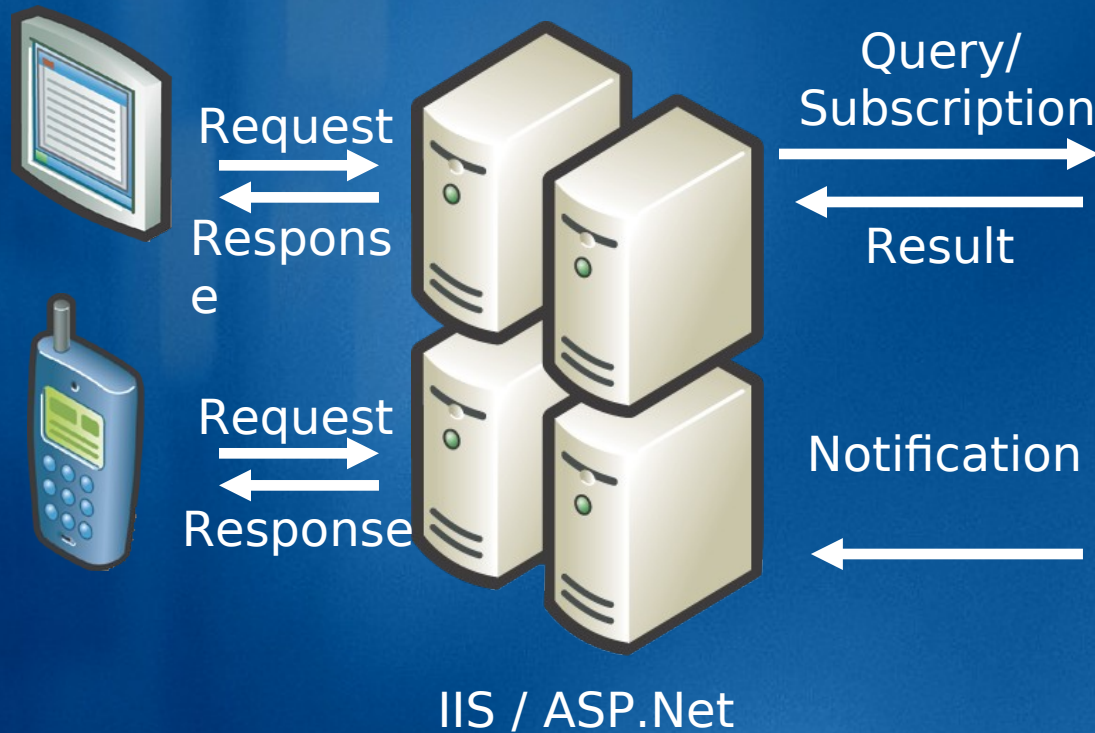 Query/
Subscription
Request
Respons
e
Result
Request
Response
Notification
IIS / ASP.Net